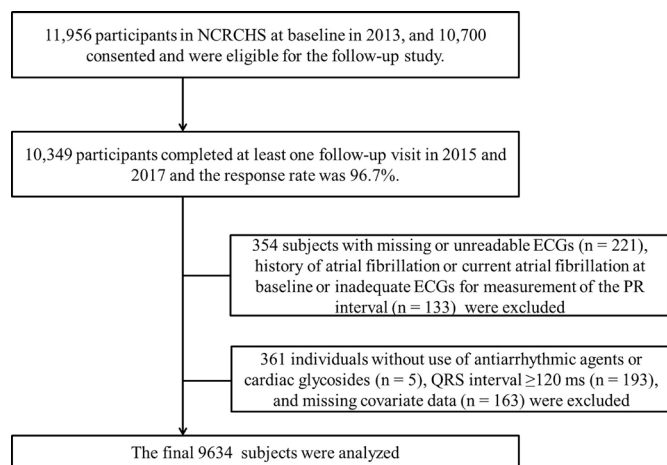 11,956 participants in NCRCHS at baseline in 2013, and 10,700
consented and were eligible for the follow-up study.
10,349 participants completed at least one follow-up visit in 2015 and
2017 and the response rate was 96.7%.
354 subjects with missing or unreadable ECGs (n = 221),
history of atrial fibrillation or current atrial fibrillation at
baseline or inadequate ECGs for measurement of the PR
interval (n = 133) were excluded
361 individuals without use of antiarrhythmic agents or
cardiac glycosides (n = 5), QRS interval ≥120 ms (n = 193),
and missing covariate data (n = 163) were excluded
The final 9634 subjects were analyzed